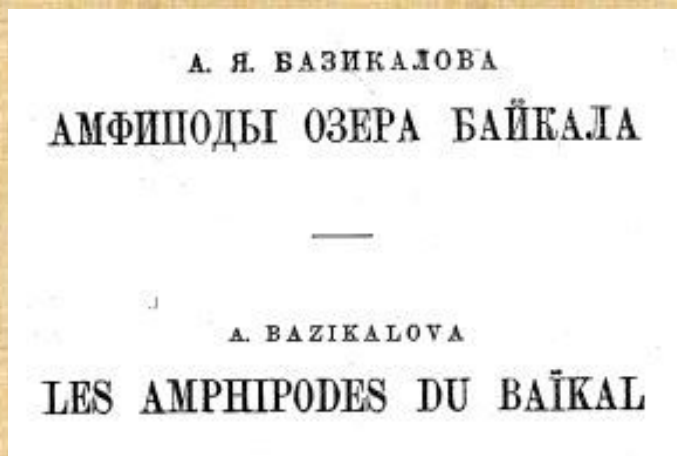 А. Я. БАЗИКАЛОВА
АМФИПОДЫ ОЗЕРА БАЙКАЛА
A. BAZIKALOVA
LES AMPHIPODES DU BAÏKAL